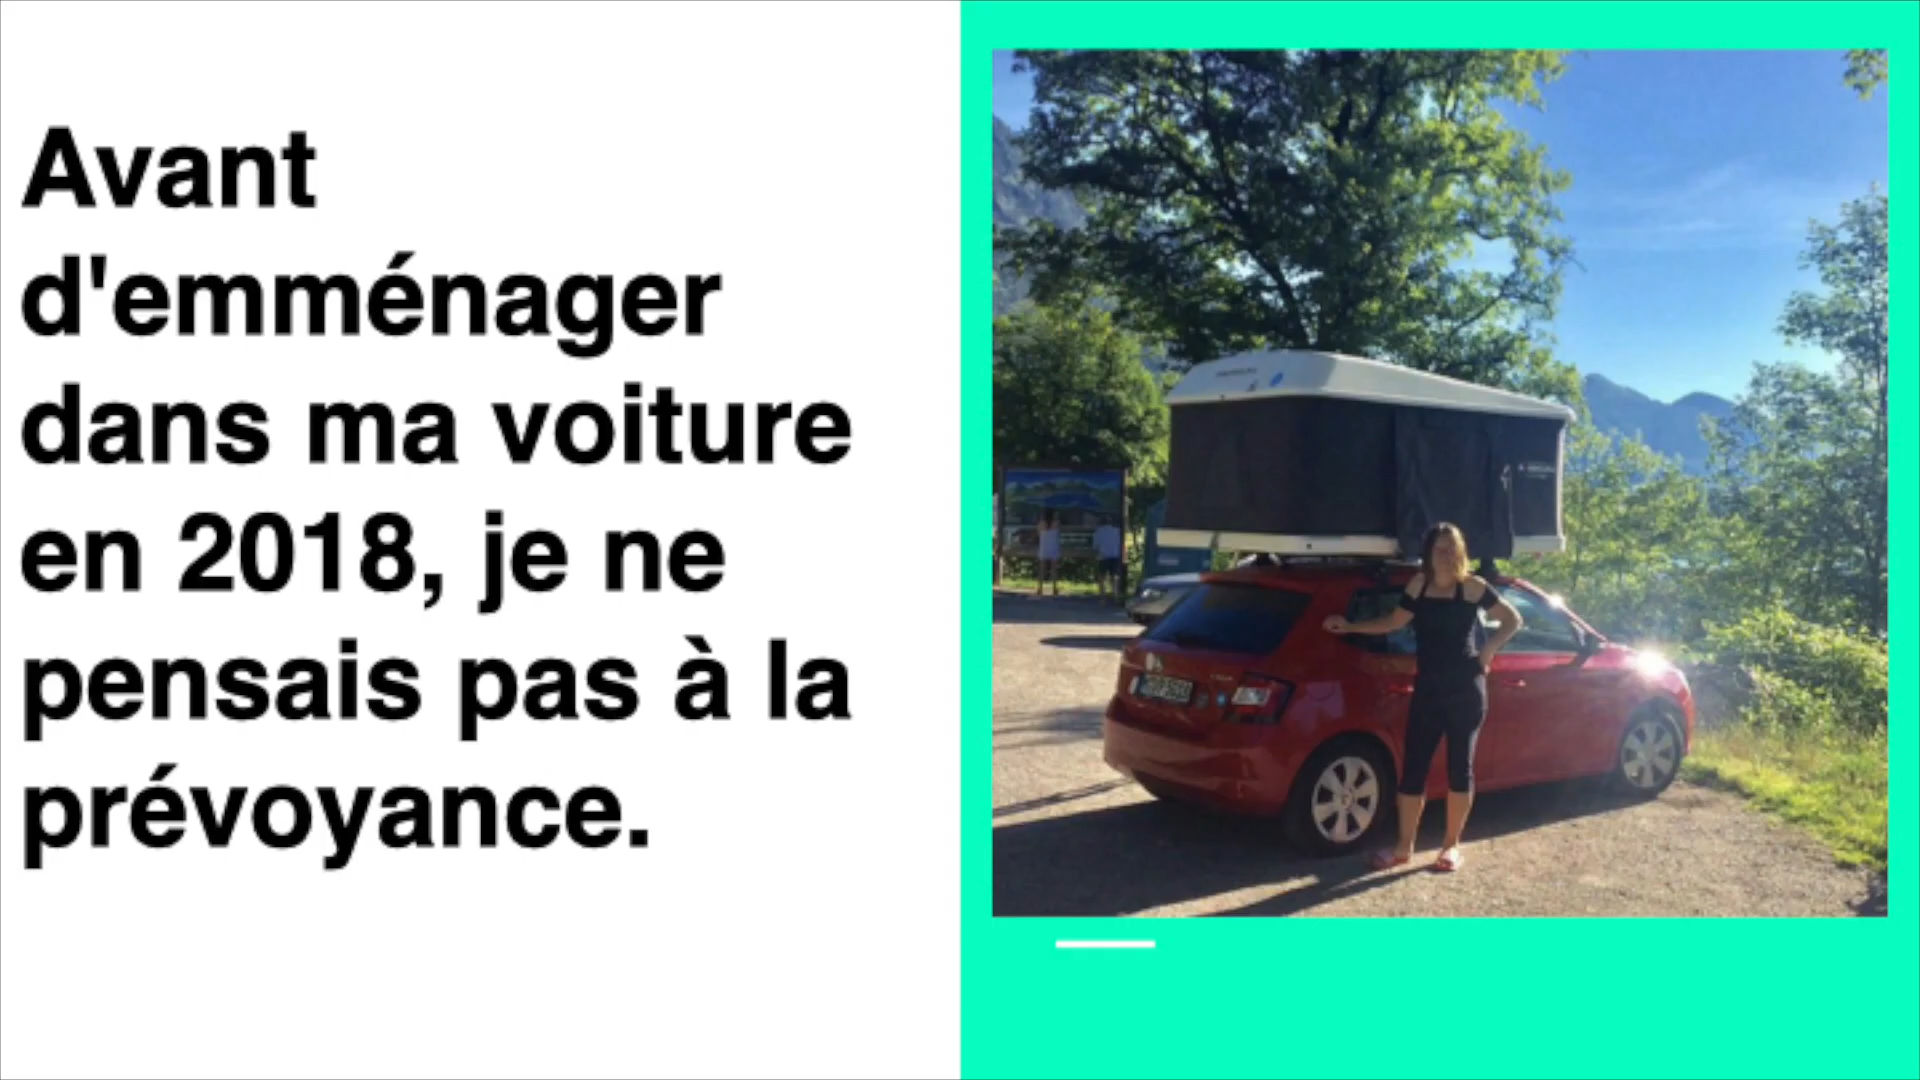 Avant
d'emménager
dans ma voiture
en 2018, je ne
pensais pas à la
prévoyance.